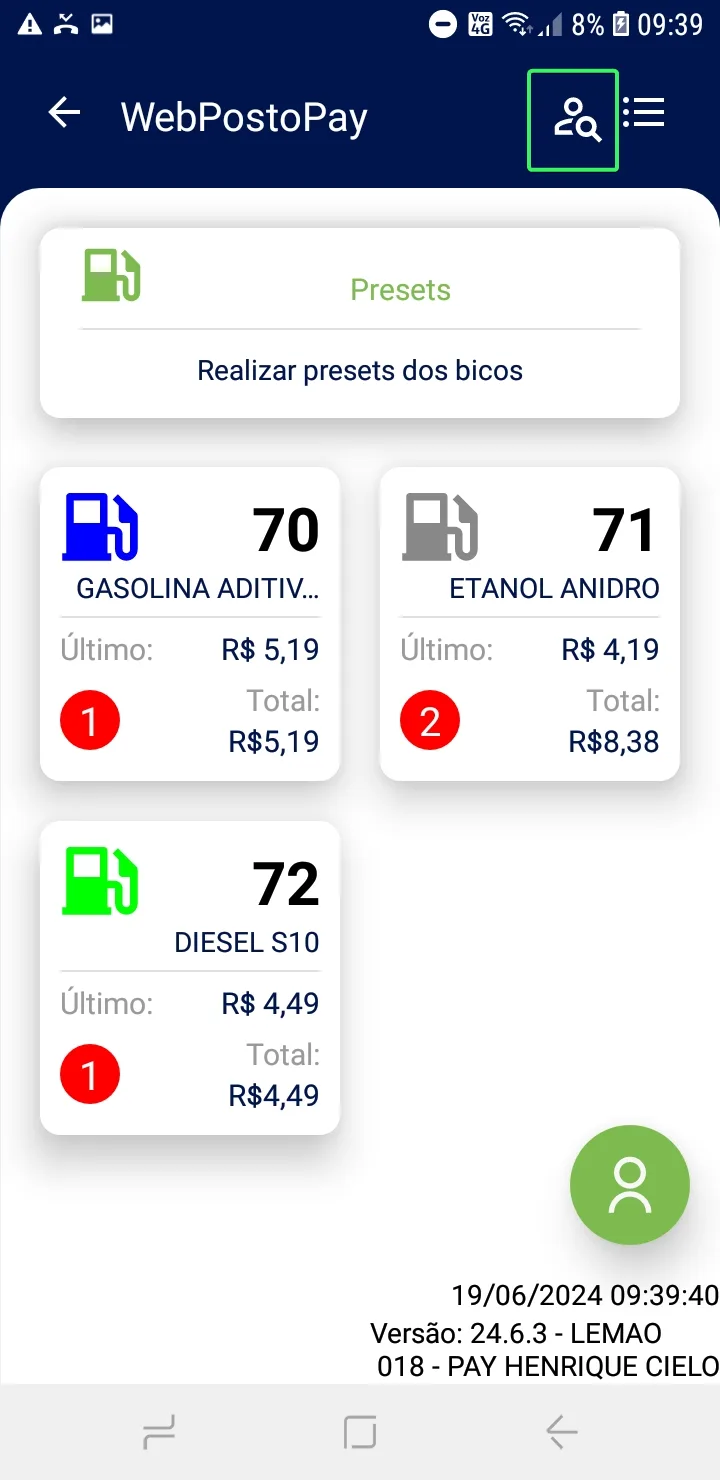 Voz 4G 8% 09:39
WebPostoPay
Presets
Realizar presets dos bicos
70
GASOLINA ADITIV...
Último: R$ 5,19
1 Total:
R$5,19
71
ETANOL ANIDRO
Último: R$ 4,19
2 Total:
R$8,38
72
DIESEL S10
Último: R$ 4,49
1 Total:
R$4,49
19/06/2024 09:39:40
Versão: 24.6.3 - LEMAO
018 - PAY HENRIQUE CIELO